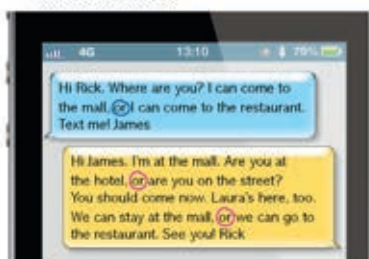 4G 13:10 79%
Hi Rick. Where are you? I can come to
the mall, or I can come to the restaurant.
Text me! James
Hi James. I'm at the mall. Are you at
the hotel, or are you on the street?
You should come now. Laura's here, too.
We can stay at the mall, or we can go to
the restaurant. See you! Rick